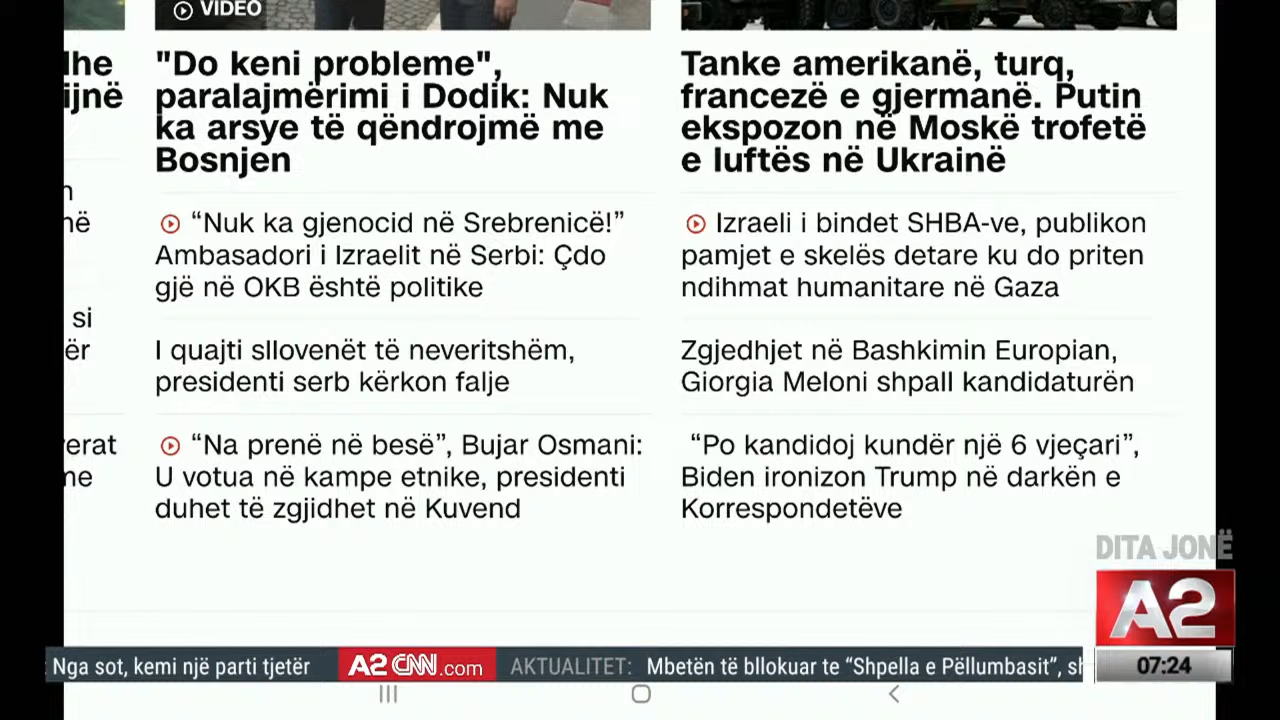 VIDEO
"Do keni probleme",
paralajmërimi i Dodik: Nuk
ka arsye të qëndrojmë me
Bosnjen
“Nuk ka gjenocid në Srebrenicë!”
Ambasadori i Izraelit në Serbi: Çdo
gjë në OKB është politike
I quajti sllovenët të neveritshëm,
presidenti serb kërkon falje
“Na prenë në besë”, Bujar Osmani:
U votua në kampe etnike, presidenti
duhet të zgjidhet në Kuvend
Tanke amerikanë, turq,
francezë e gjermanë. Putin
ekspozon në Moskë trofetë
e luftës në Ukrainë
Izraeli i bindet SHBA-ve, publikon
pamjet e skelës detare ku do priten
ndihmat humanitare në Gaza
Zgjedhjet në Bashkimin Europian,
Giorgia Meloni shpall kandidaturën
“Po kandidoj kundër një 6 vjeçari”,
Biden ironizon Trump në darkën e
Korrespondetëve
si
DITA JONË
A2
07:24
Nga sot, kemi një parti tjetër A2 CNN.com AKTUALITET: Mbetën të bllokuar te “Shpella e Pëllumbasit”, sh